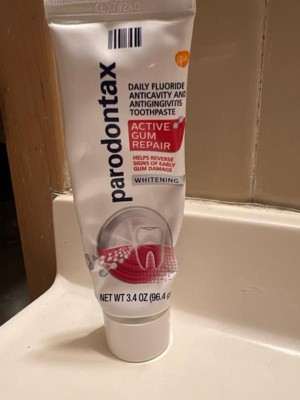 parodontax
DAILY FLUORIDE
ANTICAVITY AND
ANTIGINGIVITIS
TOOTHPASTE
ACTIVE
GUM
REPAIR
HELPS REVERSE
SIGNS OF EARLY
GUM DAMAGE
WHITENING
NET WT 3.4 OZ (96.4 g